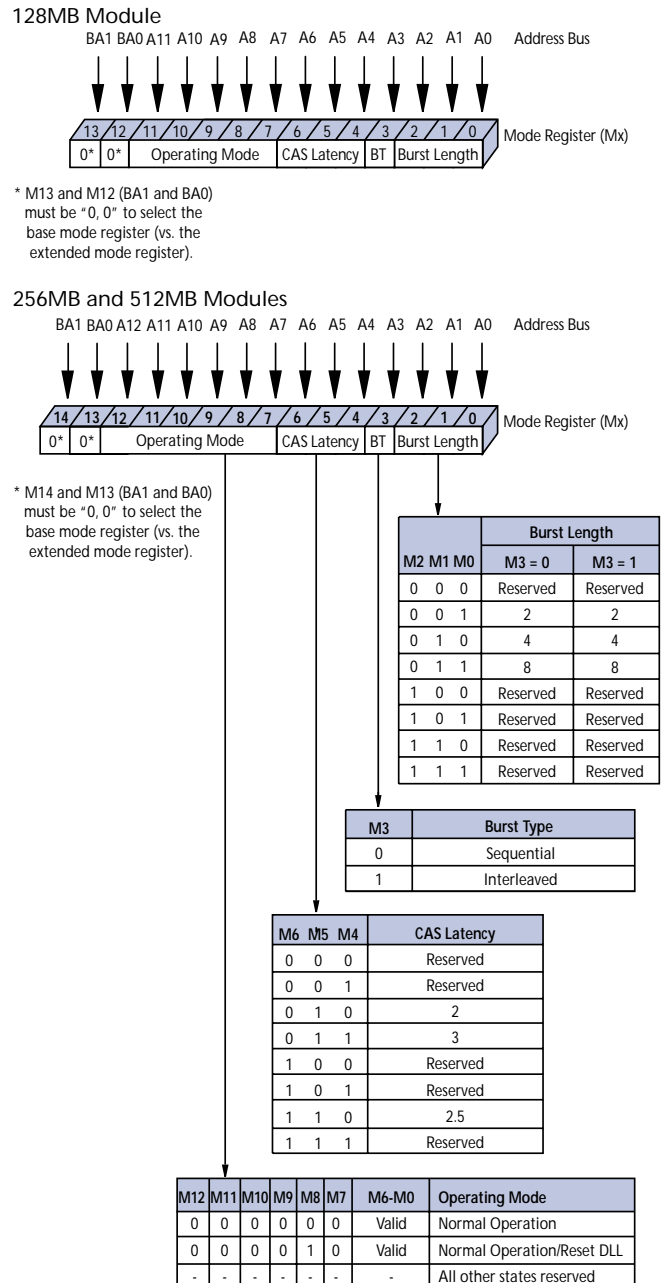 128MB Module
BA1 BA0 A11 A10 A9 A8 A7 A6 A5 A4 A3 A2 A1 A0 Address Bus
13 12 11 10 9 8 7 6 5 4 3 2 1 0 Mode Register (Mx)
0* 0* Operating Mode CAS Latency BT Burst Length
* M13 and M12 (BA1 and BA0)
must be "0, 0" to select the
base mode register (vs. the
extended mode register).
256MB and 512MB Modules
BA1 BA0 A12 A11 A10 A9 A8 A7 A6 A5 A4 A3 A2 A1 A0 Address Bus
14 13 12 11 10 9 8 7 6 5 4 3 2 1 0 Mode Register (Mx)
0* 0* Operating Mode CAS Latency BT Burst Length
* M14 and M13 (BA1 and BA0)
must be "0, 0" to select the
base mode register (vs. the
extended mode register).
Burst Length
M2 M1 M0 M3 = 0 M3 = 1
0 0 0 Reserved Reserved
0 0 1 2 2
0 1 0 4 4
0 1 1 8 8
1 0 0 Reserved Reserved
1 0 1 Reserved Reserved
1 1 0 Reserved Reserved
1 1 1 Reserved Reserved
M3 Burst Type
0 Sequential
1 Interleaved
M6 M5 M4 CAS Latency
0 0 0 Reserved
0 0 1 Reserved
0 1 0 2
0 1 1 3
1 0 0 Reserved
1 0 1 Reserved
1 1 0 2.5
1 1 1 Reserved
M12 M11 M10 M9 M8 M7 M6-M0 Operating Mode
0 0 0 0 0 0 Valid Normal Operation
0 0 0 0 1 0 Valid Normal Operation/Reset DLL
- - - - - - - All other states reserved